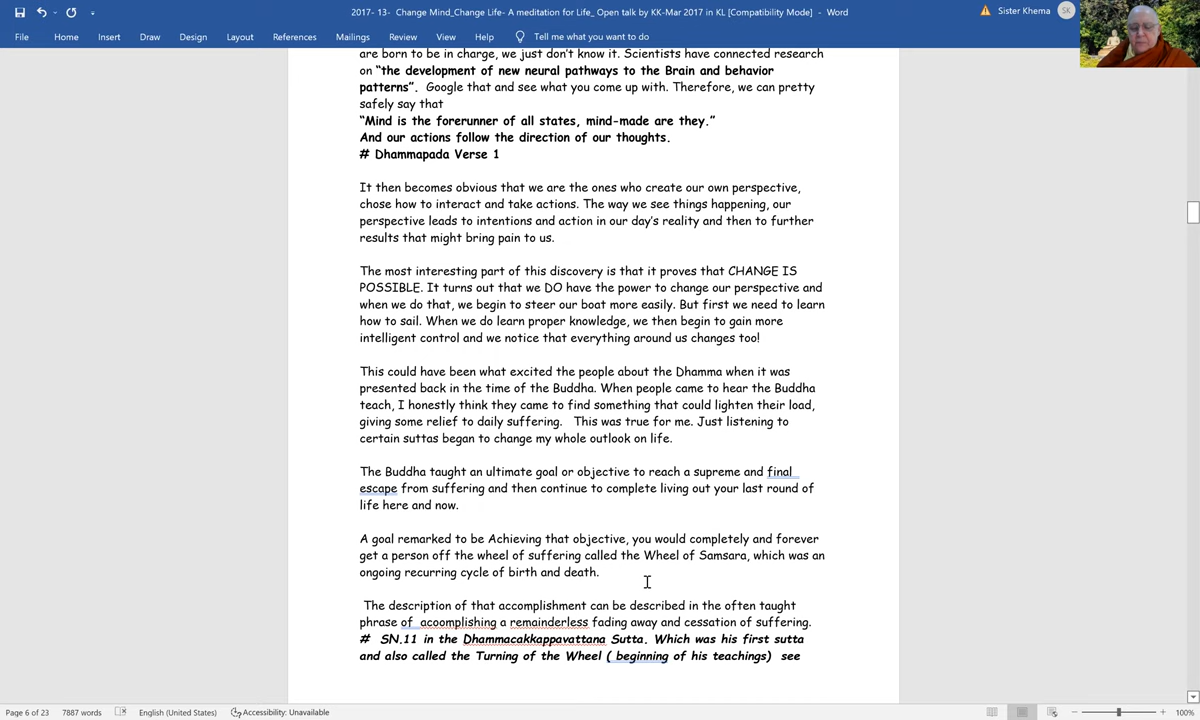 2017- 13-  Change Mind_Change Life- A meditation for Life_ Open talk by KK-Mar 2017 in KL [Compatibility Mode]  -  Word
Sister Khema
SK
File  Home  Insert  Draw  Design  Layout  References  Mailings  Review  View  Help  Tell me what you want to do
are born to be in charge, we just don't know it. Scientists have connected research
on "the development of new neural pathways to the Brain and behavior
patterns".  Google that and see what you come up with. Therefore, we can pretty
safely say that
"Mind is the forerunner of all states, mind-made are they."
And our actions follow the direction of our thoughts.
# Dhammapada Verse 1
It then becomes obvious that we are the ones who create our own perspective,
chose how to interact and take actions. The way we see things happening, our
perspective leads to intentions and action in our day's reality and then to further
results that might bring pain to us.
The most interesting part of this discovery is that it proves that CHANGE IS
POSSIBLE. It turns out that we DO have the power to change our perspective and
when we do that, we begin to steer our boat more easily. But first we need to learn
how to sail. When we do learn proper knowledge, we then begin to gain more
intelligent control and we notice that everything around us changes too!
This could have been what excited the people about the Dhamma when it was
presented back in the time of the Buddha. When people came to hear the Buddha
teach, I honestly think they came to find something that could lighten their load,
giving some relief to daily suffering.   This was true for me. Just listening to
certain suttas began to change my whole outlook on life.
The Buddha taught an ultimate goal or objective to reach a supreme and final
escape from suffering and then continue to complete living out your last round of
life here and now.
A goal remarked to be Achieving that objective, you would completely and forever
get a person off the wheel of suffering called the Wheel of Samsara, which was an
ongoing recurring cycle of birth and death.
The description of that accomplishment can be described in the often taught
phrase of  acoomplishing a remainderless fading away and cessation of suffering.
#  SN.11 in the Dhammacakkappavattana Sutta. Which was his first sutta
and also called the Turning of the Wheel ( beginning of his teachings)  see
Page 6 of 23  7887 words  English (United States)  Accessibility: Unavailable  100%